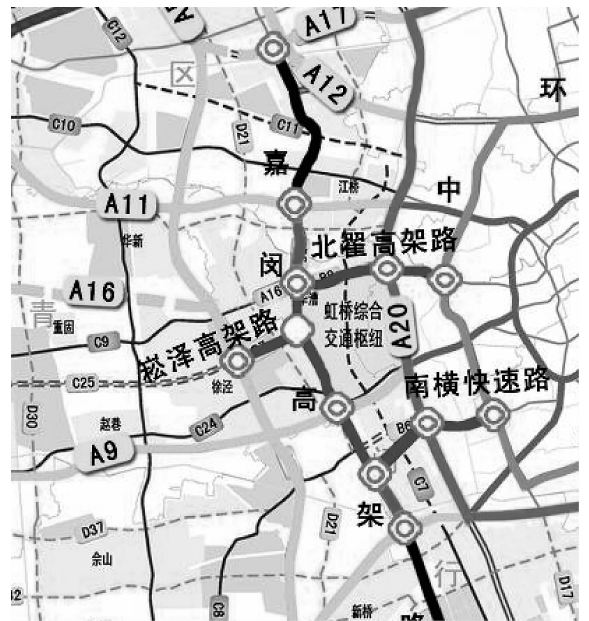 C12
A17
A12
区
环
C10
D21
C11
嘉
江桥
中
A11
华新
北翟高架路
闵
A16
A16
青
重固
虹桥综合
交通枢纽
A20
崧泽高架路
C9
C25
徐泾
南横快速路
高
D30
赵巷
C24
B6
A9
C7
架
D21
D37
佘山
行
D17
C8
新桥